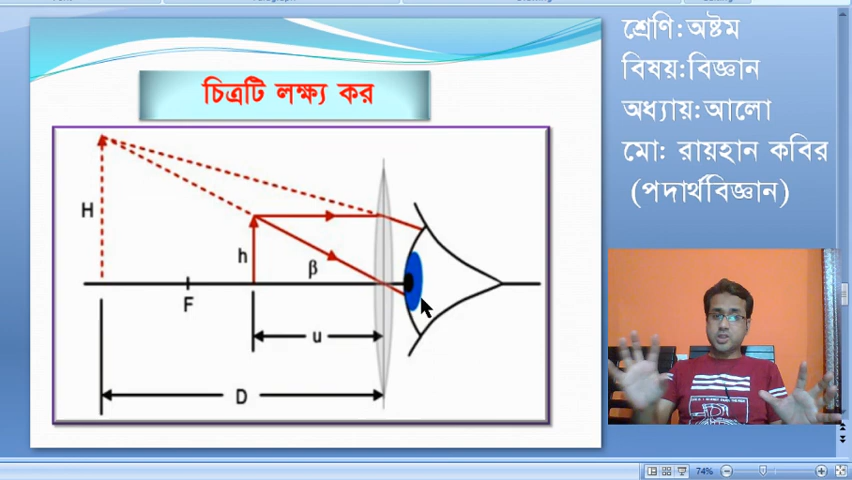 চিত্রটি লক্ষ্য কর
H
h
β
F
u
D
শ্রেণি:অষ্টম
বিষয়:বিজ্ঞান
অধ্যায়:আলো
মো: রায়হান কবির
(পদার্থবিজ্ঞান)
74%